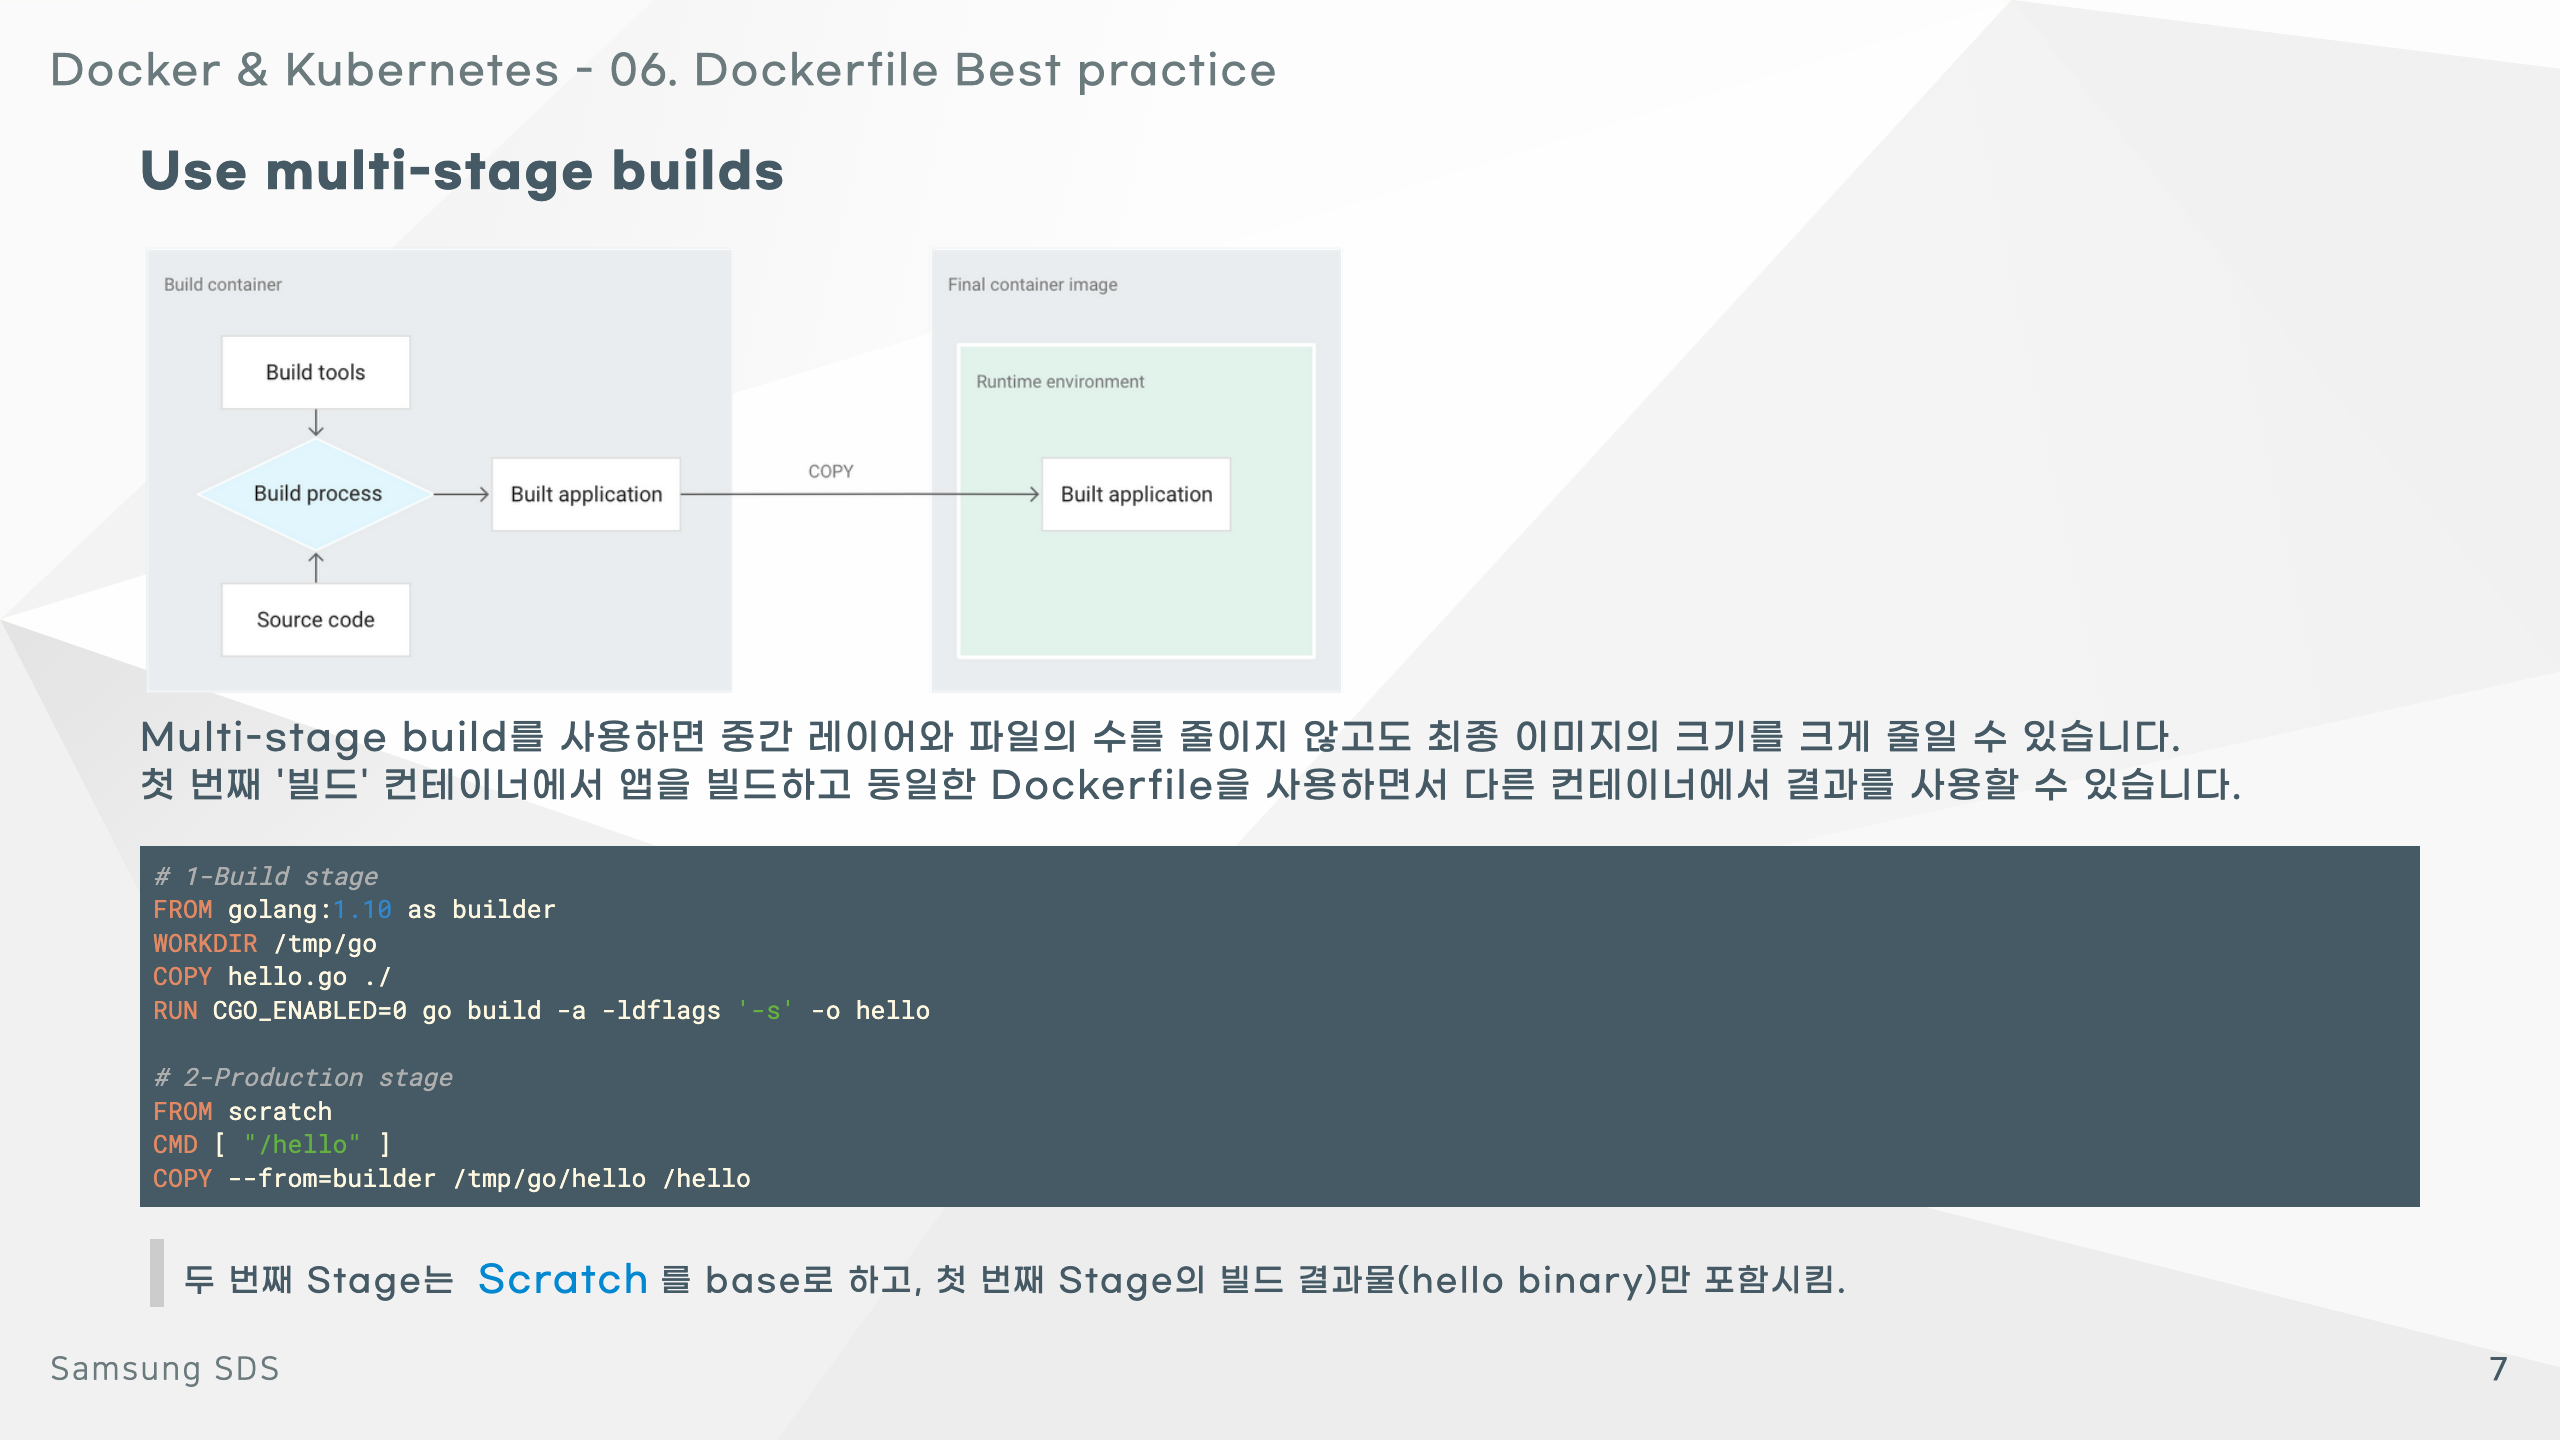 Docker & Kubernetes - 06. Dockerfile Best practice
Use multi-stage builds
Build container
Build tools
Build process
Built application
Source code
COPY
Final container image
Runtime environment
Built application
Multi-stage build를 사용하면 중간 레이어와 파일의 수를 줄이지 않고도 최종 이미지의 크기를 크게 줄일 수 있습니다.
첫 번째 '빌드' 컨테이너에서 앱을 빌드하고 동일한 Dockerfile을 사용하면서 다른 컨테이너에서 결과를 사용할 수 있습니다.
# 1-Build stage
FROM golang:1.10 as builder
WORKDIR /tmp/go
COPY hello.go ./
RUN CGO_ENABLED=0 go build -a -ldflags '-s' -o hello
# 2-Production stage
FROM scratch
CMD [ "/hello" ]
COPY --from=builder /tmp/go/hello /hello
두 번째 Stage는 Scratch 를 base로 하고, 첫 번째 Stage의 빌드 결과물(hello binary)만 포함시킴.
Samsung SDS
7